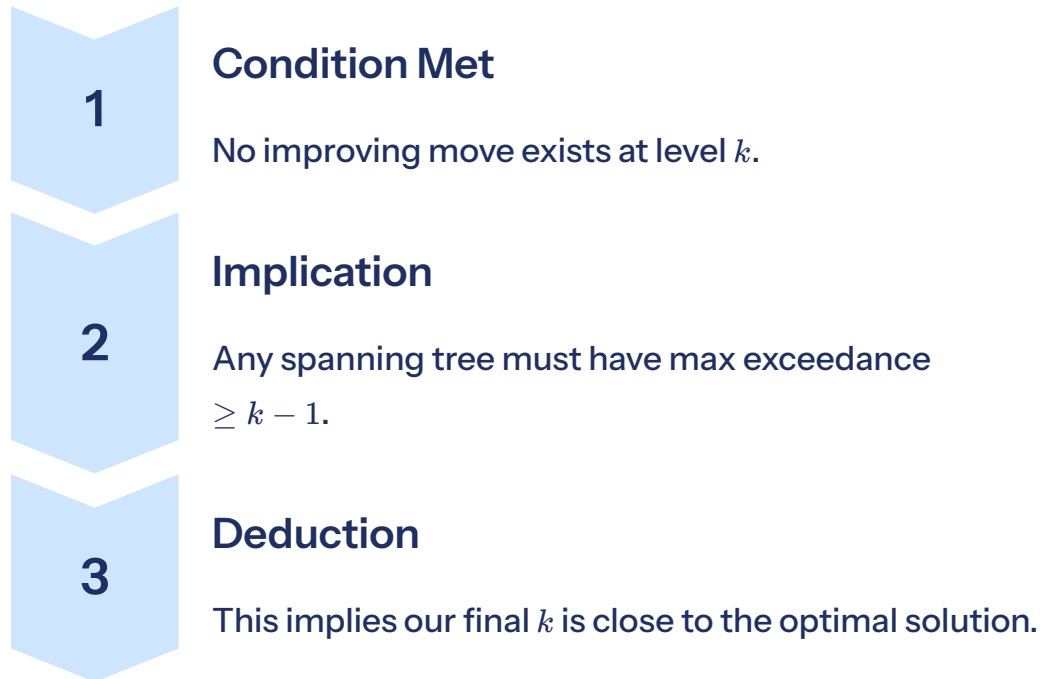 1
Condition Met
No improving move exists at level k.
2
Implication
Any spanning tree must have max exceedance
≥ k − 1.
3
Deduction
This implies our final k is close to the optimal solution.